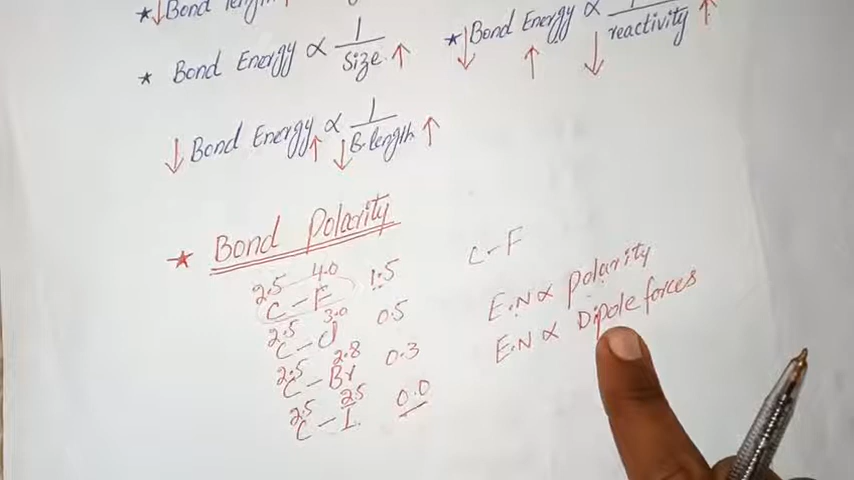 * Bond length
* Bond Energy ∝ 1/Size
* Bond Energy ∝ 1/reactivity
Bond Energy ∝ 1/B.length
* Bond Polarity
2.5 4.0
C-F 1.5
2.5 3.0
C-Cl 0.5
2.5 2.8
C-Br 0.3
2.5 2.5
C-I 0.0
C-F
E.N ∝ polarity
E.N ∝ Dipole forces